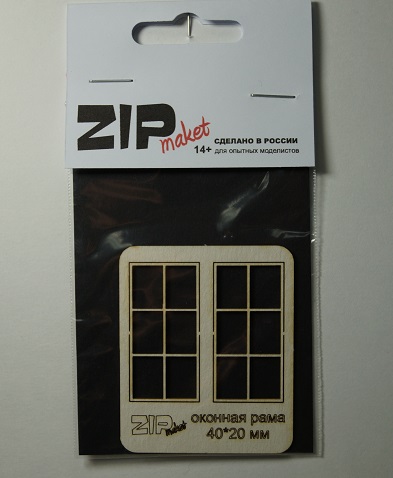 ZIP
maket
СДЕЛАНО В РОССИИ
14+ для опытных моделистов
ZIP maket
оконная рама
40*20 мм